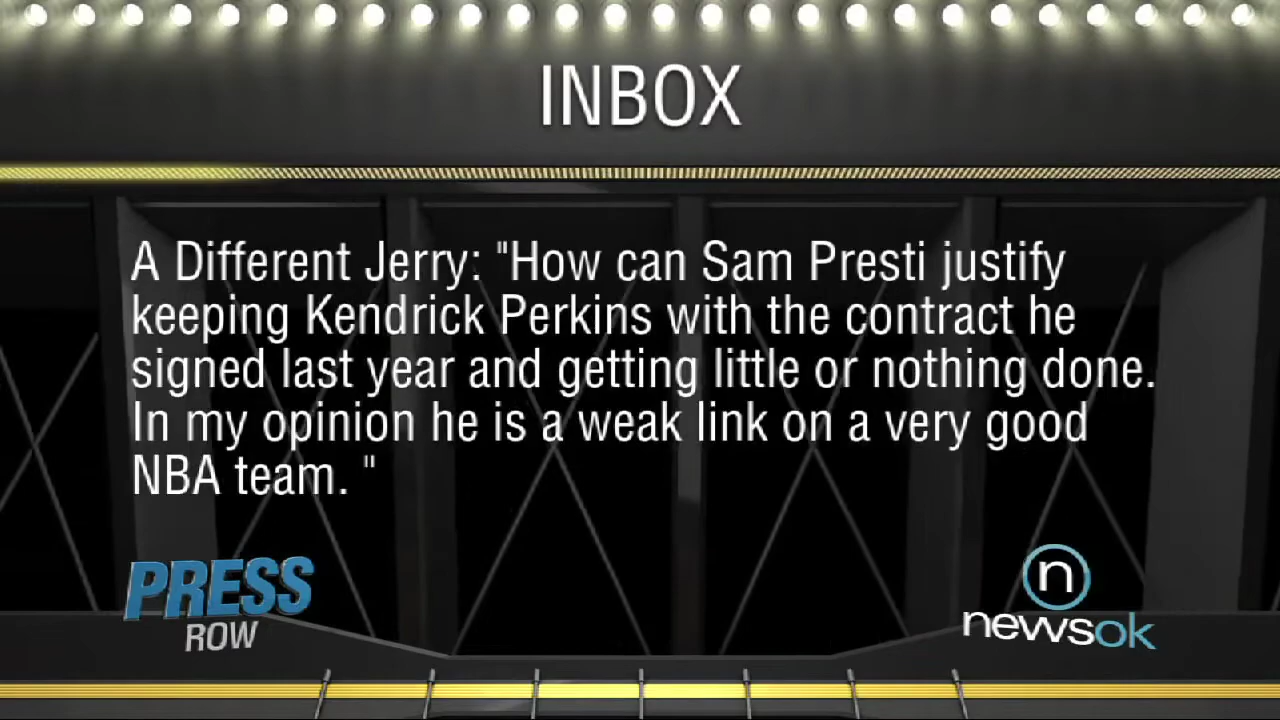 INBOX
A Different Jerry: "How can Sam Presti justify
keeping Kendrick Perkins with the contract he
signed last year and getting little or nothing done.
In my opinion he is a weak link on a very good
NBA team. "
PRESS
ROW
n
newsok